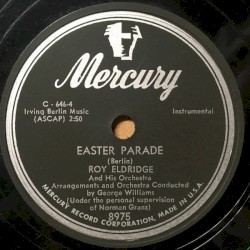 Mercury
C - 646-4
Irving Berlin Music
(ASCAP) 2:50
Instrumental
EASTER PARADE
(Berlin)
ROY ELDRIDGE
And His Orchestra
Arrangements and Orchestra Conducted
by George Williams
(Under the personal supervision
of Norman Granz)
8975
MERCURY RECORD CORPORATION, MADE IN U.S.A.